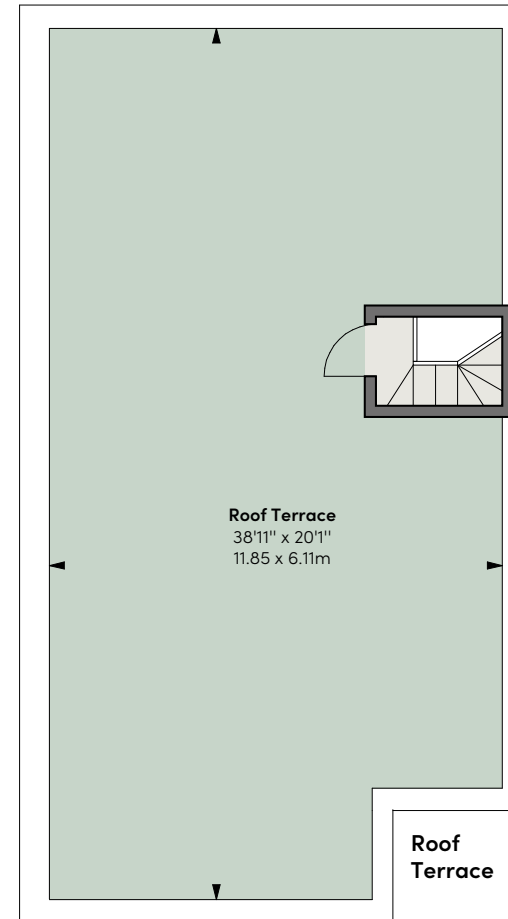 Roof Terrace
38'11'' x 20'1''
11.85 x 6.11m
Roof
Terrace